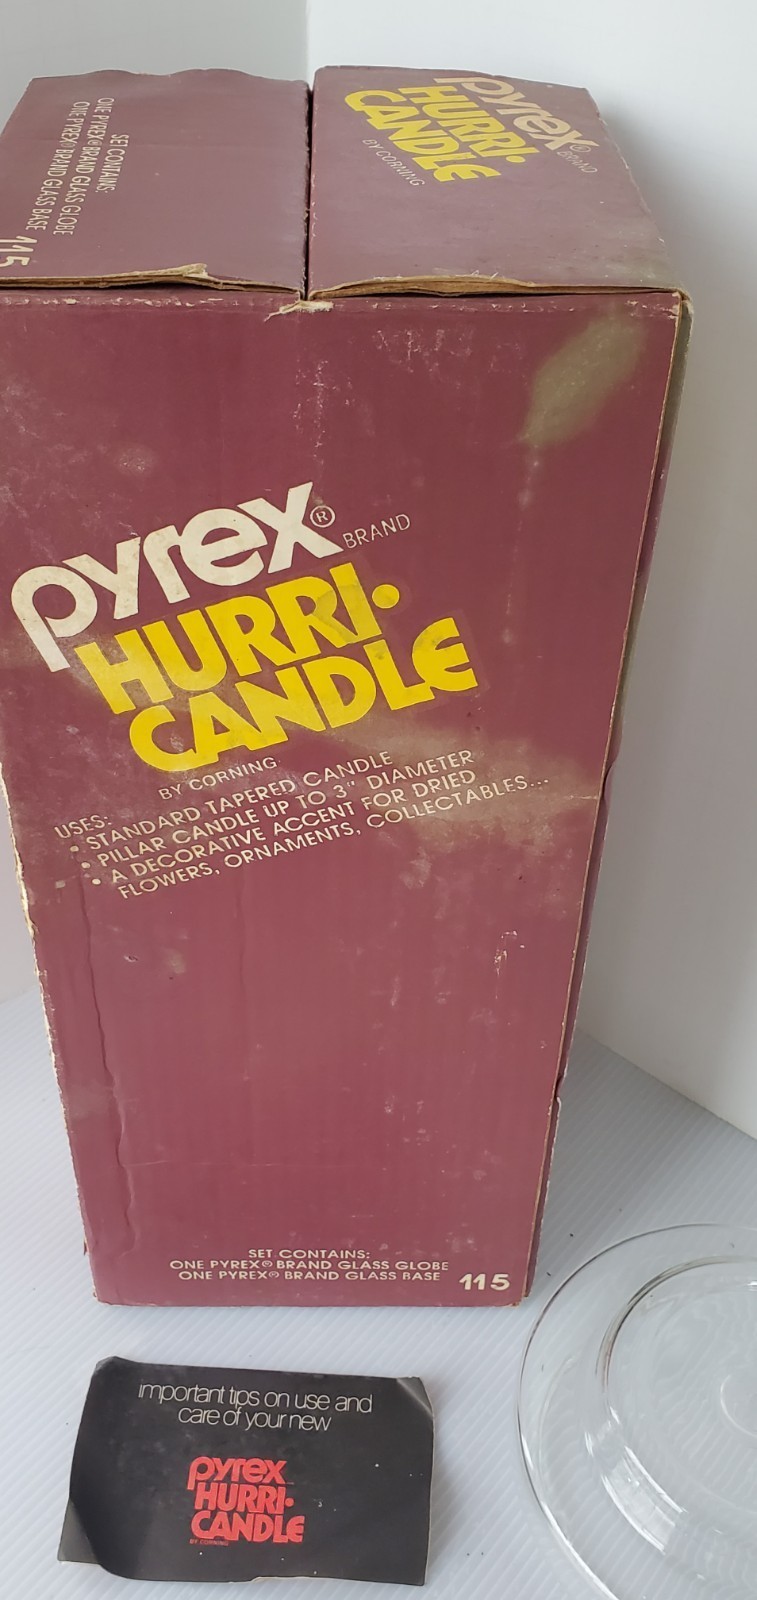 SET CONTAINS:
ONE PYREX® BRAND GLASS GLOBE
ONE PYREX® BRAND GLASS BASE 115
pyrex® BRAND
HURRI·
CANDLE
BY CORNING
pyrex® BRAND
HURRI·
CANDLE
BY CORNING
USES:
• STANDARD TAPERED CANDLE
• PILLAR CANDLE UP TO 3" DIAMETER
• A DECORATIVE ACCENT FOR DRIED
FLOWERS, ORNAMENTS, COLLECTABLES...
SET CONTAINS:
ONE PYREX® BRAND GLASS GLOBE
ONE PYREX® BRAND GLASS BASE 115
important tips on use and
care of your new
pyrex
HURRI·
CANDLE
BY CORNING